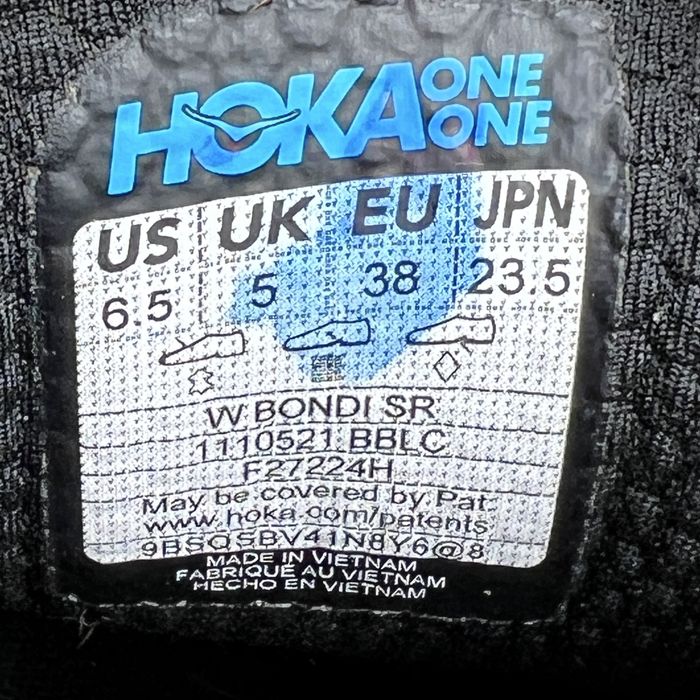 HOKA ONE ONE
US UK EU JPN
6.5 5 38 23.5
W BONDI SR
1110521 BBLC
F27224H
May be covered by Pat.
www.hoka.com/patents
9BSQSBV41N8Y6@8
MADE IN VIETNAM
FABRIQUÉ AU VIETNAM
HECHO EN VIETNAM